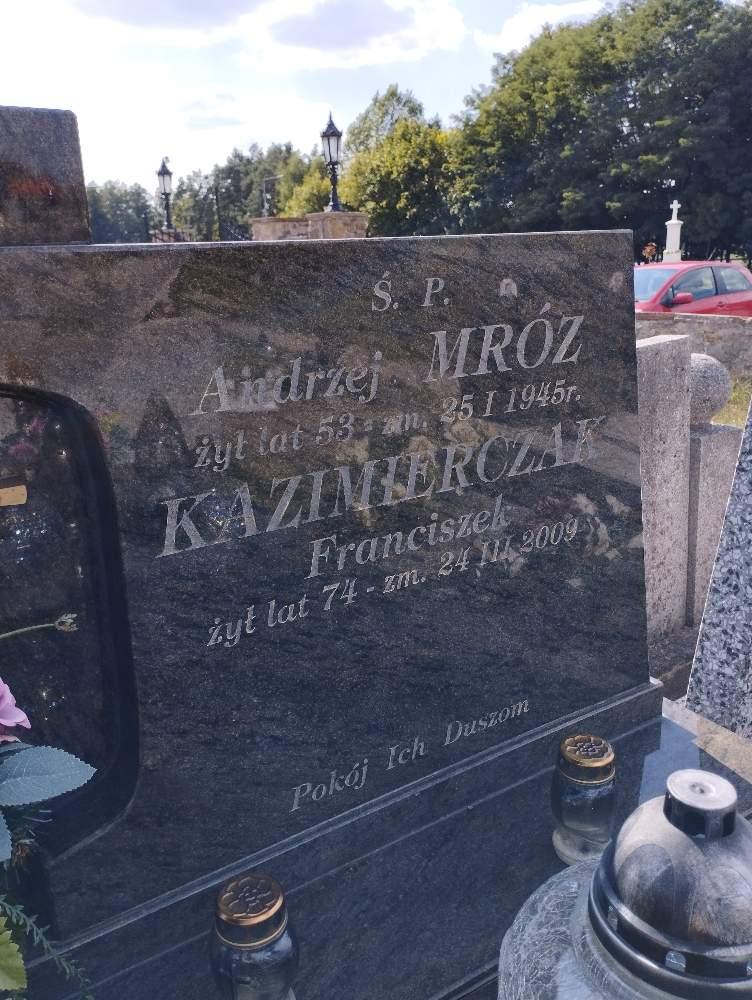 Ś. P.
Andrzej MRÓZ
żył lat 53 - zm. 25 I 1945r.
KAZIMIERCZAK
Franciszek
żył lat 74 - zm. 24 III 2009
Pokój Ich Duszom